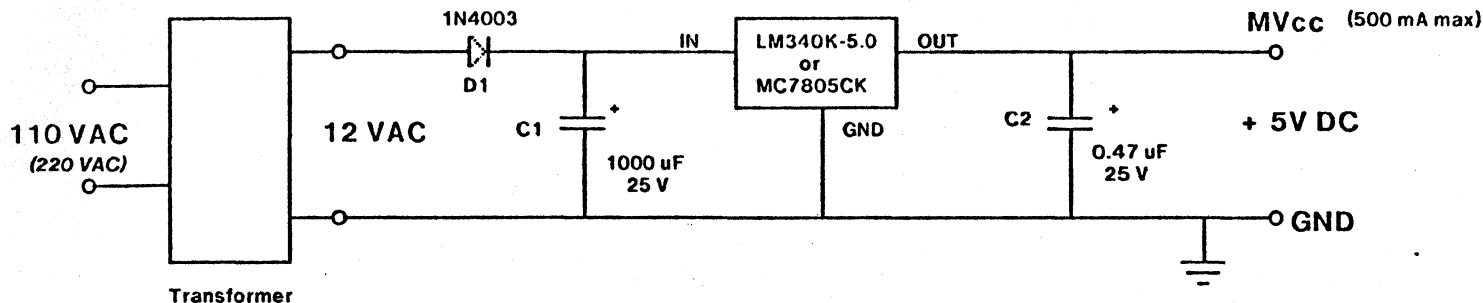 1N4003
D1
IN
LM340K-5.0
or
MC7805CK
OUT
MVcc (500 mA max)
110 VAC
(220 VAC)
12 VAC
C1
+
1000 uF
25 V
GND
C2
+
0.47 uF
25 V
+ 5V DC
GND
Transformer